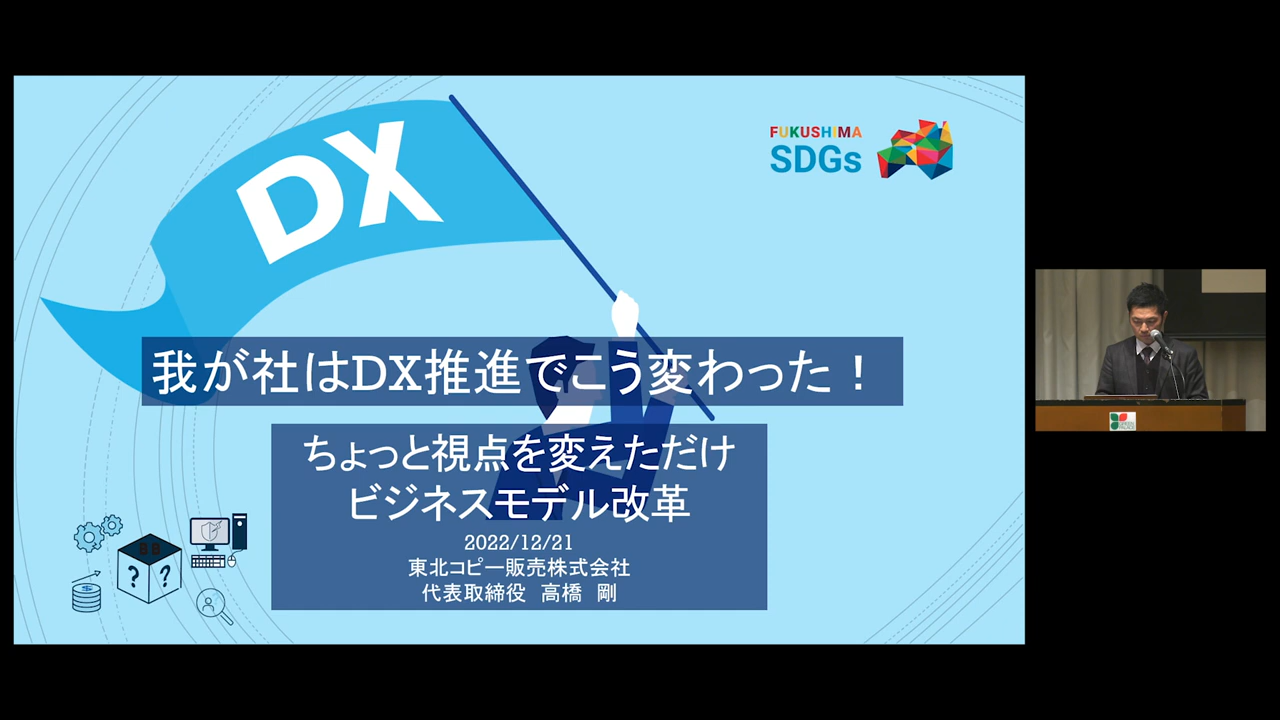 DX
FUKUSHIMA
SDGs
我が社はDX推進でこう変わった！
ちょっと視点を変えただけ
ビジネスモデル改革
2022/12/21
東北コピー販売株式会社
代表取締役　高橋　剛
BB
? ?
GREEN
PALACE